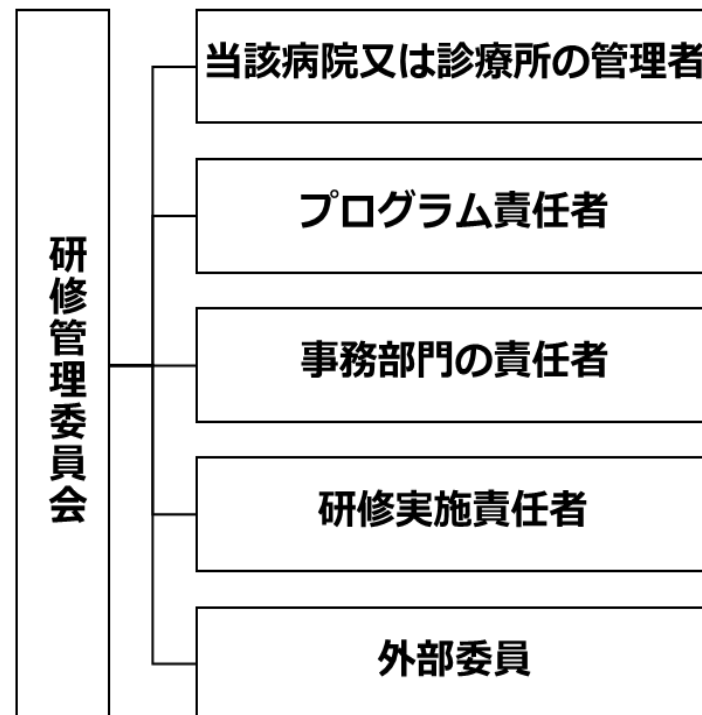 研修管理委員会
当該病院又は診療所の管理者
プログラム責任者
事務部門の責任者
研修実施責任者
外部委員